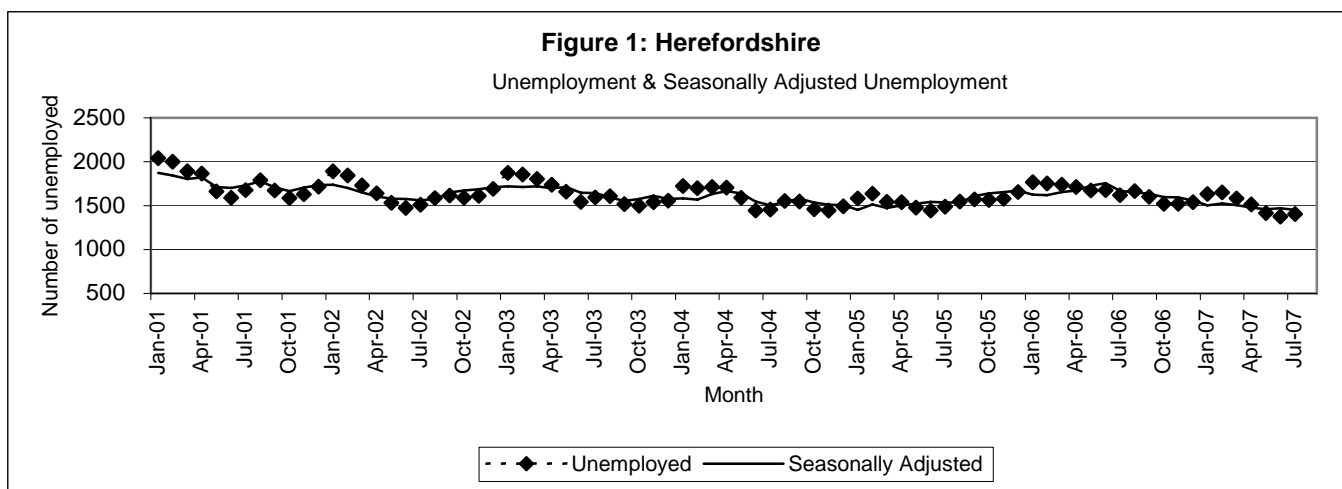 Figure 1: Herefordshire
Unemployment & Seasonally Adjusted Unemployment
Number of unemployed
2500
2000
1500
1000
500
Jan-01
Apr-01
Jul-01
Oct-01
Jan-02
Apr-02
Jul-02
Oct-02
Jan-03
Apr-03
Jul-03
Oct-03
Jan-04
Apr-04
Jul-04
Oct-04
Jan-05
Apr-05
Jul-05
Oct-05
Jan-06
Apr-06
Jul-06
Oct-06
Jan-07
Apr-07
Jul-07
Month
Unemployed Seasonally Adjusted